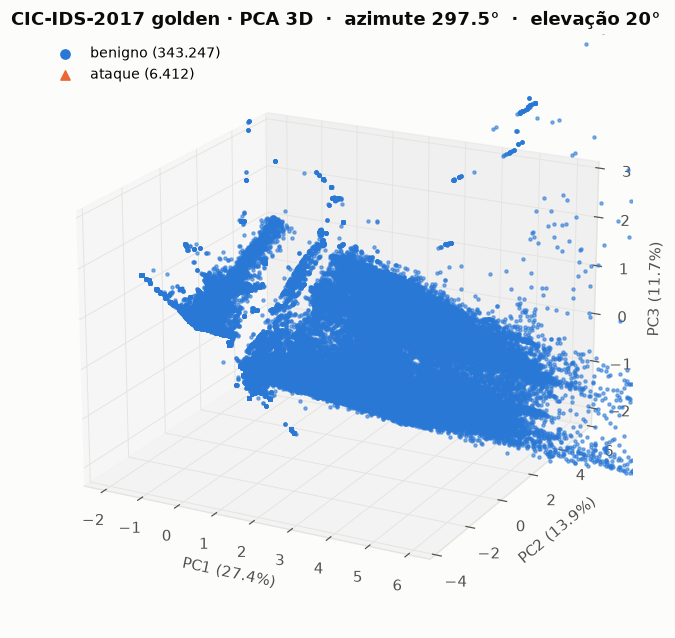 CIC-IDS-2017 golden · PCA 3D · azimute 297.5° · elevação 20°
benigno (343.247)
ataque (6.412)
3
2
1
0
−1
−2
PC3 (11.7%)
6
4
2
0
−2
−4
PC2 (13.9%)
−2 −1 0 1 2 3 4 5 6
PC1 (27.4%)